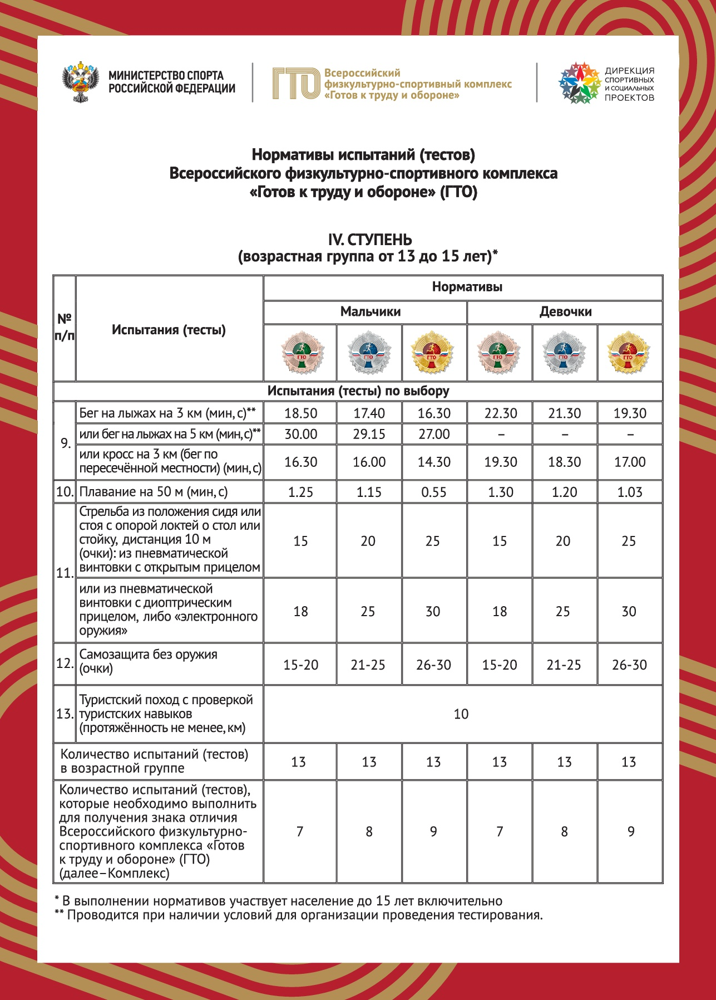 МИНИСТЕРСТВО СПОРТА
РОССИЙСКОЙ ФЕДЕРАЦИИ
ГТО
Всероссийский
физкультурно-спортивный комплекс
«Готов к труду и обороне»
ДИРЕКЦИЯ
СПОРТИВНЫХ
И СОЦИАЛЬНЫХ
ПРОЕКТОВ
Нормативы испытаний (тестов)
Всероссийского физкультурно-спортивного комплекса
«Готов к труду и обороне» (ГТО)
IV. СТУПЕНЬ
(возрастная группа от 13 до 15 лет)*
№ п/п
Испытания (тесты)
Нормативы
Мальчики Девочки
ГТО ГТО ГТО ГТО ГТО ГТО
Испытания (тесты) по выбору
9.
Бег на лыжах на 3 км (мин, с)** 18.50 17.40 16.30 22.30 21.30 19.30
или бег на лыжах на 5 км (мин,с)** 30.00 29.15 27.00 – – –
или кросс на 3 км (бег по
пересечённой местности) (мин, с) 16.30 16.00 14.30 19.30 18.30 17.00
10. Плавание на 50 м (мин, с) 1.25 1.15 0.55 1.30 1.20 1.03
11.
Стрельба из положения сидя или
стоя с опорой локтей о стол или
стойку, дистанция 10 м
(очки): из пневматической
винтовки с открытым прицелом
15 20 25 15 20 25
или из пневматической
винтовки с диоптрическим
прицелом, либо «электронного
оружия»
18 25 30 18 25 30
12. Самозащита без оружия
(очки)
15-20 21-25 26-30 15-20 21-25 26-30
13.
Туристский поход с проверкой
туристских навыков
(протяжённость не менее, км)
10
Количество испытаний (тестов)
в возрастной группе
13 13 13 13 13 13
Количество испытаний (тестов),
которые необходимо выполнить
для получения знака отличия
Всероссийского физкультурно-
спортивного комплекса «Готов
к труду и обороне» (ГТО)
(далее–Комплекс)
7 8 9 7 8 9
* В выполнении нормативов участвует население до 15 лет включительно
** Проводится при наличии условий для организации проведения тестирования.